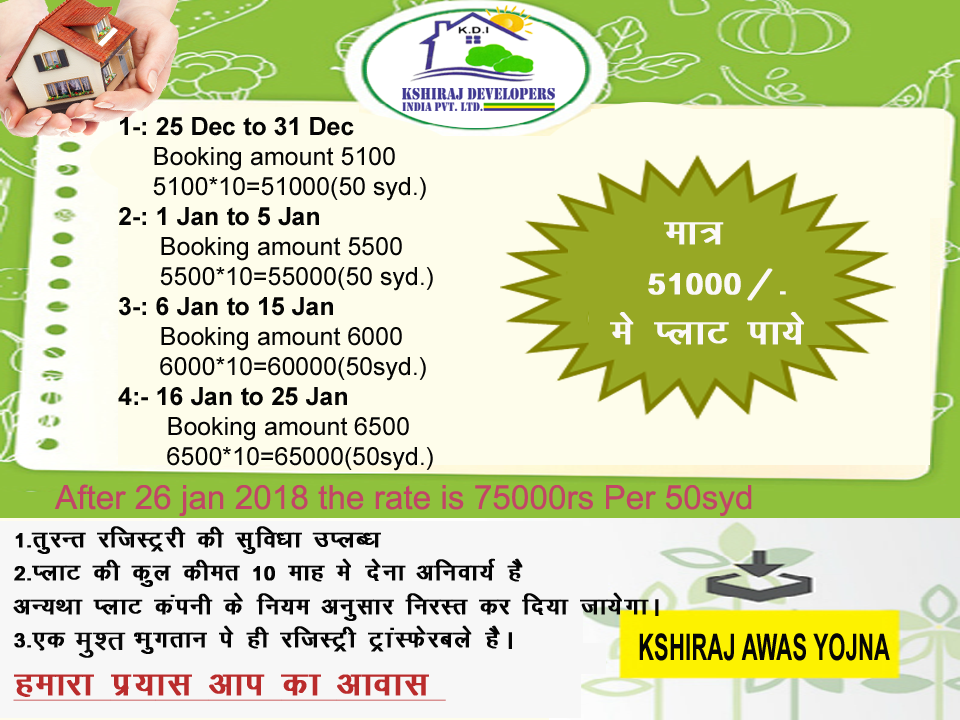 K.D.I
KSHIRAJ DEVELOPERS
INDIA PVT. LTD.
1-: 25 Dec to 31 Dec
Booking amount 5100
5100*10=51000(50 syd.)
2-: 1 Jan to 5 Jan
Booking amount 5500
5500*10=55000(50 syd.)
3-: 6 Jan to 15 Jan
Booking amount 6000
6000*10=60000(50syd.)
4:- 16 Jan to 25 Jan
Booking amount 6500
6500*10=65000(50syd.)
मात्र
51000/-
मे प्लाट पाये
After 26 jan 2018 the rate is 75000rs Per 50syd
1.तुरन्त रजिस्ट्ररी की सुविधा उप्लब्ध
2.प्लाट की कुल कीमत 10 माह मे देना अनिवार्य है
अन्यथा प्लाट कंपनी के नियम अनुसार निरस्त कर दिया जायेगा।
3.एक मुश्त भुगतान पे ही रजिस्ट्री ट्रांस्फेरबले है।
KSHIRAJ AWAS YOJNA
हमारा प्रयास आप का आवास